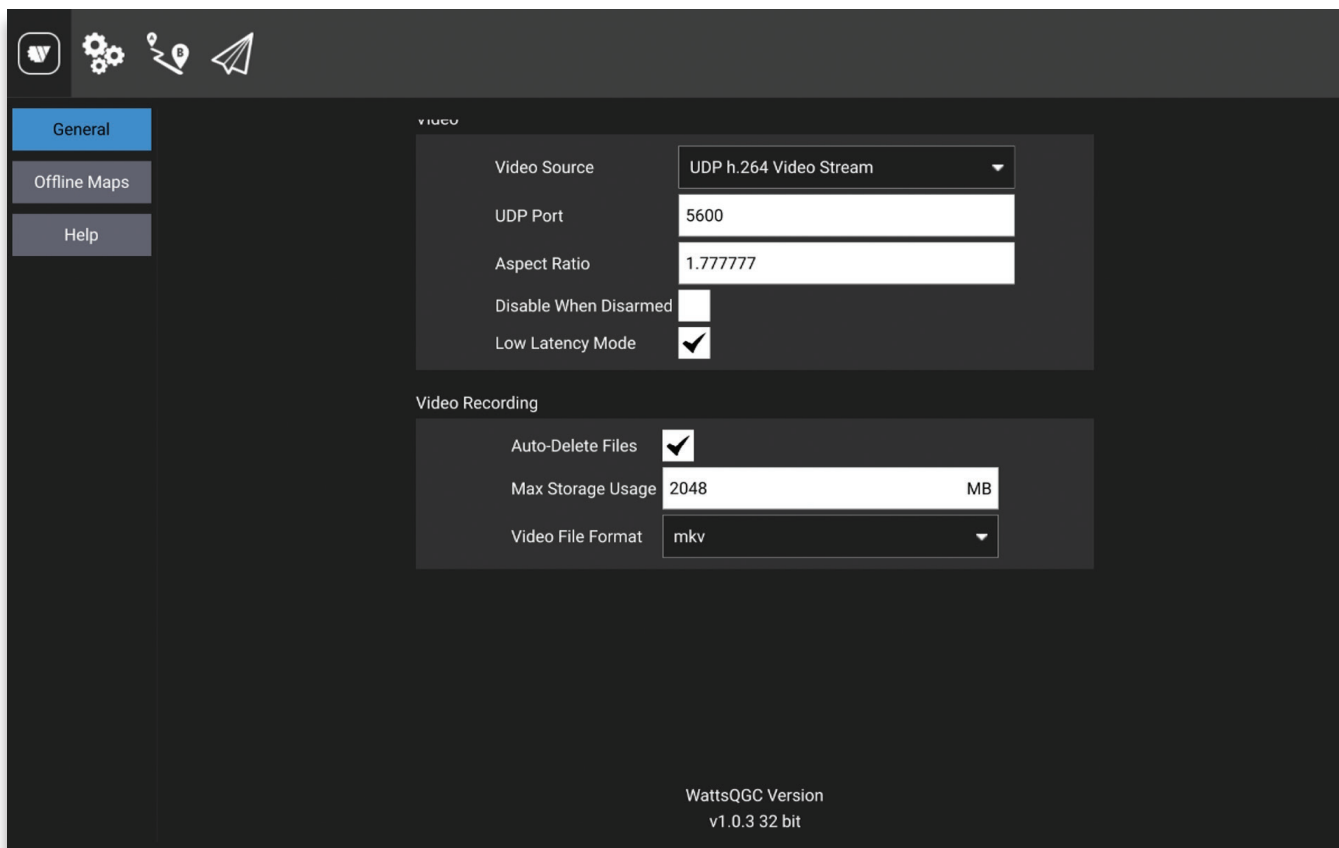 General
Offline Maps
Help
Video
Video Source UDP h.264 Video Stream
UDP Port 5600
Aspect Ratio 1.777777
Disable When Disarmed
Low Latency Mode
Video Recording
Auto-Delete Files
Max Storage Usage 2048 MB
Video File Format mkv
WattsQGC Version
v1.0.3 32 bit
A
B